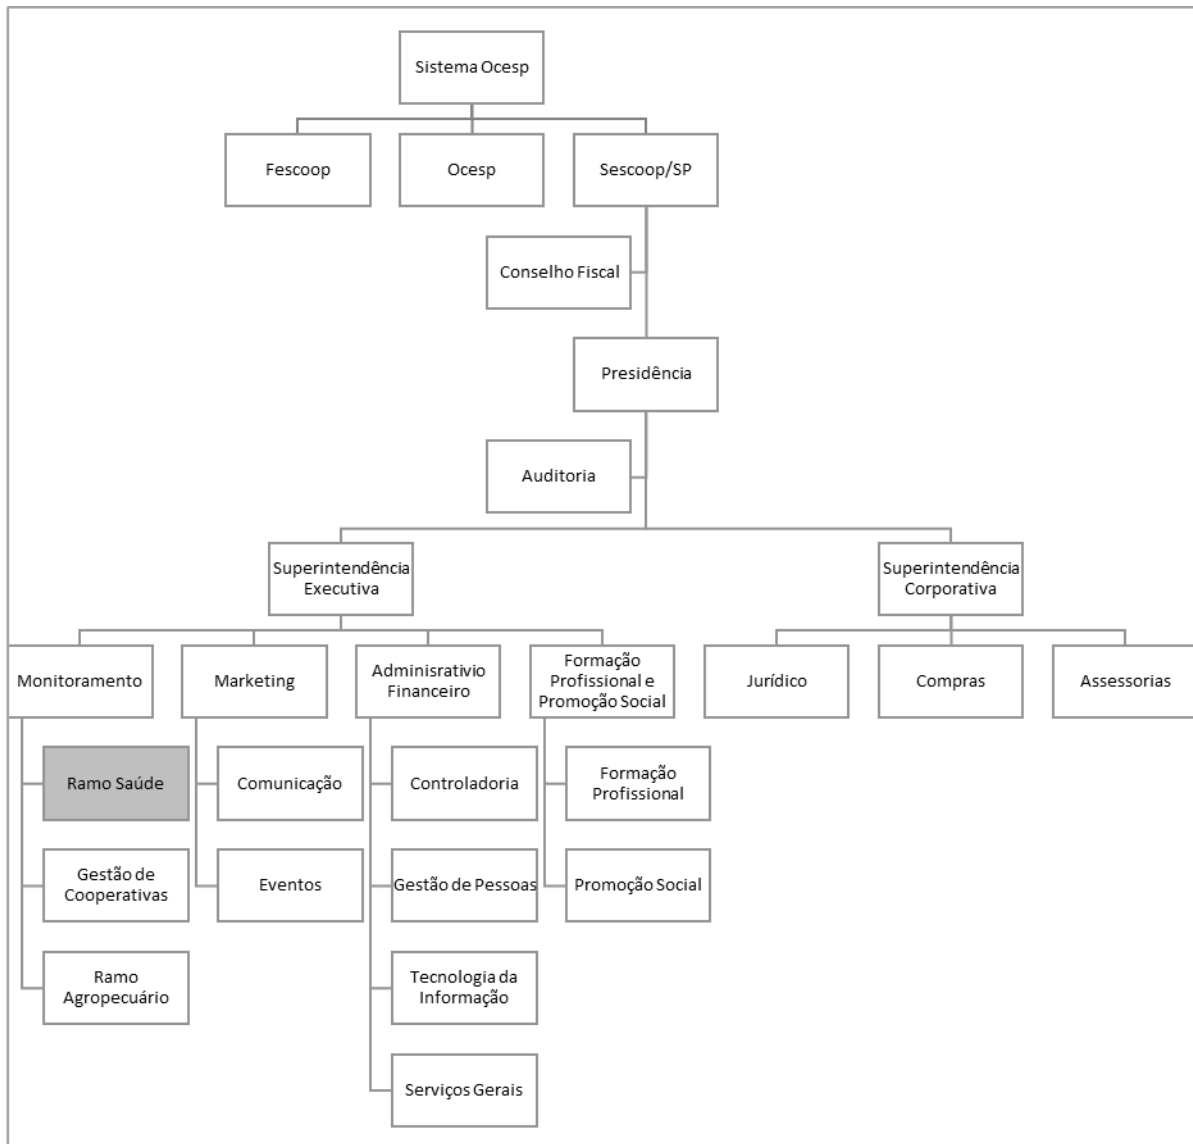 Sistema Ocesp
Fescoop
Ocesp
Sescoop/SP
Conselho Fiscal
Presidência
Auditoria
Superintendência
Executiva
Superintendência
Corporativa
Monitoramento
Marketing
Adminisrativio
Financeiro
Formação
Profissional e
Promoção Social
Jurídico
Compras
Assessorias
Ramo Saúde
Comunicação
Controladoria
Formação
Profissional
Gestão de
Cooperativas
Eventos
Gestão de Pessoas
Promoção Social
Ramo
Agropecuário
Tecnologia da
Informação
Serviços Gerais